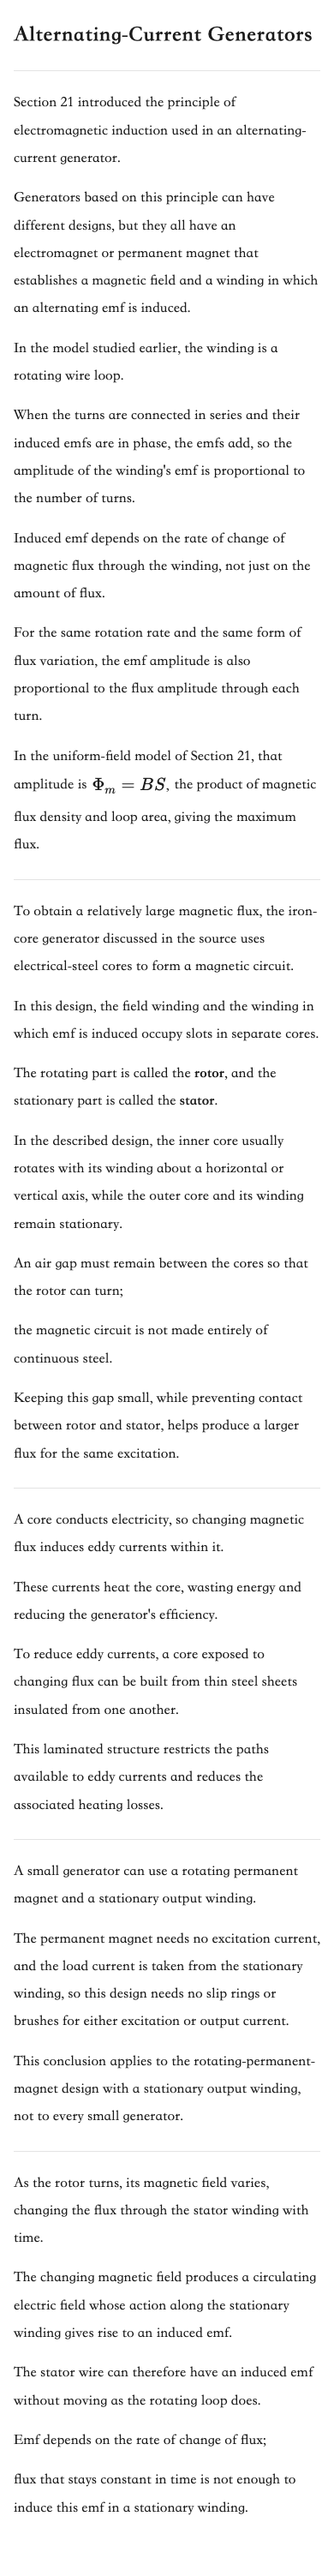 Alternating-Current Generators
Section 21 introduced the principle of
electromagnetic induction used in an alternating-
current generator.
Generators based on this principle can have
different designs, but they all have an
electromagnet or permanent magnet that
establishes a magnetic field and a winding in which
an alternating emf is induced.
In the model studied earlier, the winding is a
rotating wire loop.
When the turns are connected in series and their
induced emfs are in phase, the emfs add, so the
amplitude of the winding's emf is proportional to
the number of turns.
Induced emf depends on the rate of change of
magnetic flux through the winding, not just on the
amount of flux.
For the same rotation rate and the same form of
flux variation, the emf amplitude is also
proportional to the flux amplitude through each
turn.
In the uniform-field model of Section 21, that
amplitude is Φₘ = BS, the product of magnetic
flux density and loop area, giving the maximum
flux.
To obtain a relatively large magnetic flux, the iron-
core generator discussed in the source uses
electrical-steel cores to form a magnetic circuit.
In this design, the field winding and the winding in
which emf is induced occupy slots in separate cores.
The rotating part is called the rotor, and the
stationary part is called the stator.
In the described design, the inner core usually
rotates with its winding about a horizontal or
vertical axis, while the outer core and its winding
remain stationary.
An air gap must remain between the cores so that
the rotor can turn;
the magnetic circuit is not made entirely of
continuous steel.
Keeping this gap small, while preventing contact
between rotor and stator, helps produce a larger
flux for the same excitation.
A core conducts electricity, so changing magnetic
flux induces eddy currents within it.
These currents heat the core, wasting energy and
reducing the generator's efficiency.
To reduce eddy currents, a core exposed to
changing flux can be built from thin steel sheets
insulated from one another.
This laminated structure restricts the paths
available to eddy currents and reduces the
associated heating losses.
A small generator can use a rotating permanent
magnet and a stationary output winding.
The permanent magnet needs no excitation current,
and the load current is taken from the stationary
winding, so this design needs no slip rings or
brushes for either excitation or output current.
This conclusion applies to the rotating-permanent-
magnet design with a stationary output winding,
not to every small generator.
As the rotor turns, its magnetic field varies,
changing the flux through the stator winding with
time.
The changing magnetic field produces a circulating
electric field whose action along the stationary
winding gives rise to an induced emf.
The stator wire can therefore have an induced emf
without moving as the rotating loop does.
Emf depends on the rate of change of flux;
flux that stays constant in time is not enough to
induce this emf in a stationary winding.